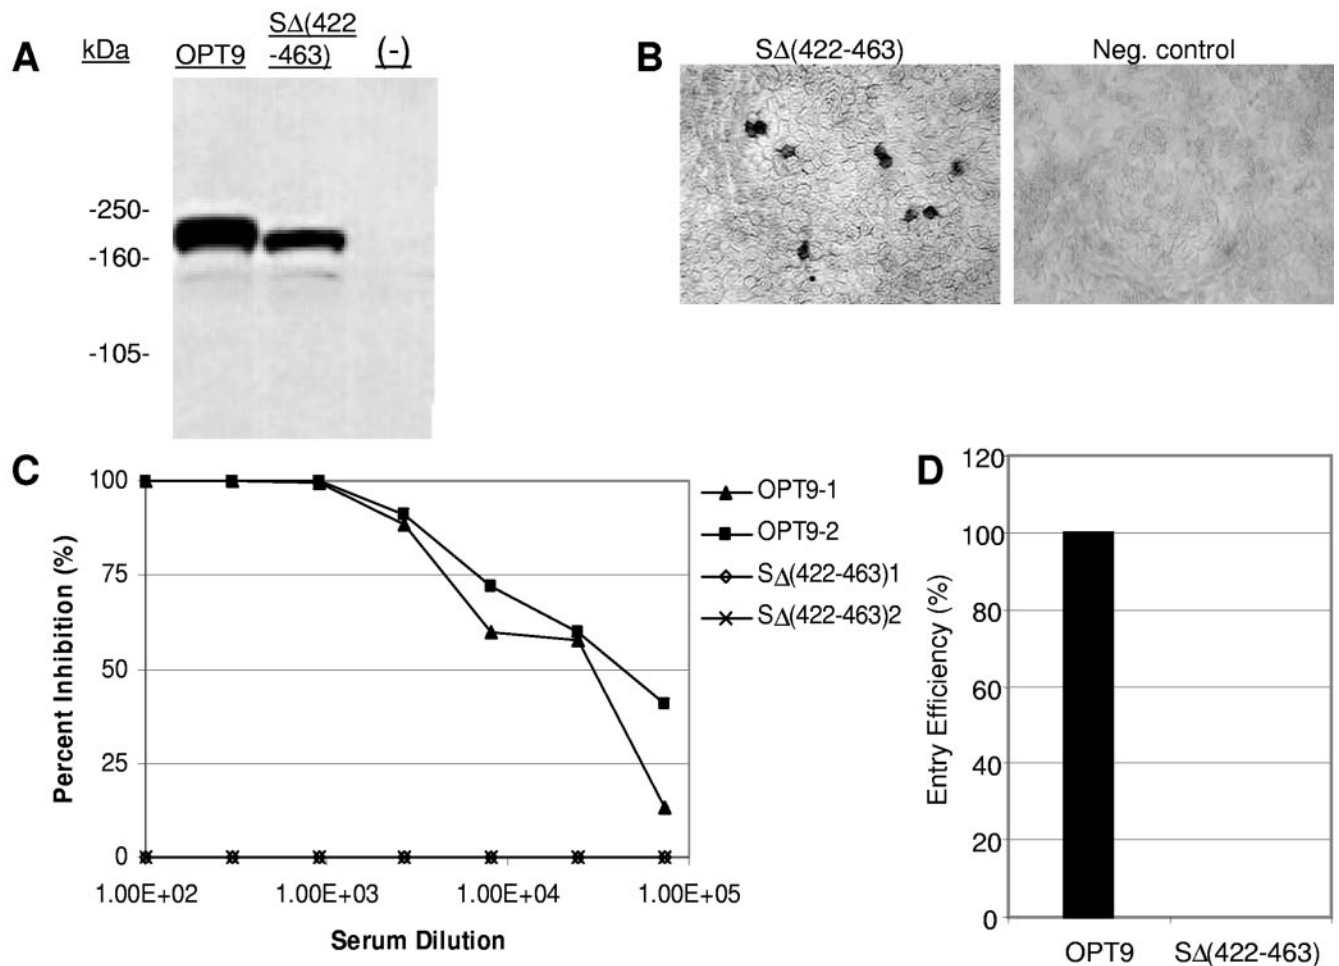 A
kDa
OPT9
SΔ(422
-463)
(-)
-250-
-160-
-105-
B
SΔ(422-463)
Neg. control
C
Percent Inhibition (%)
100
75
50
25
0
1.00E+02
1.00E+03
1.00E+04
1.00E+05
Serum Dilution
OPT9-1
OPT9-2
SΔ(422-463)1
SΔ(422-463)2
D
Entry Efficiency (%)
120
100
80
60
40
20
0
OPT9
SΔ(422-463)